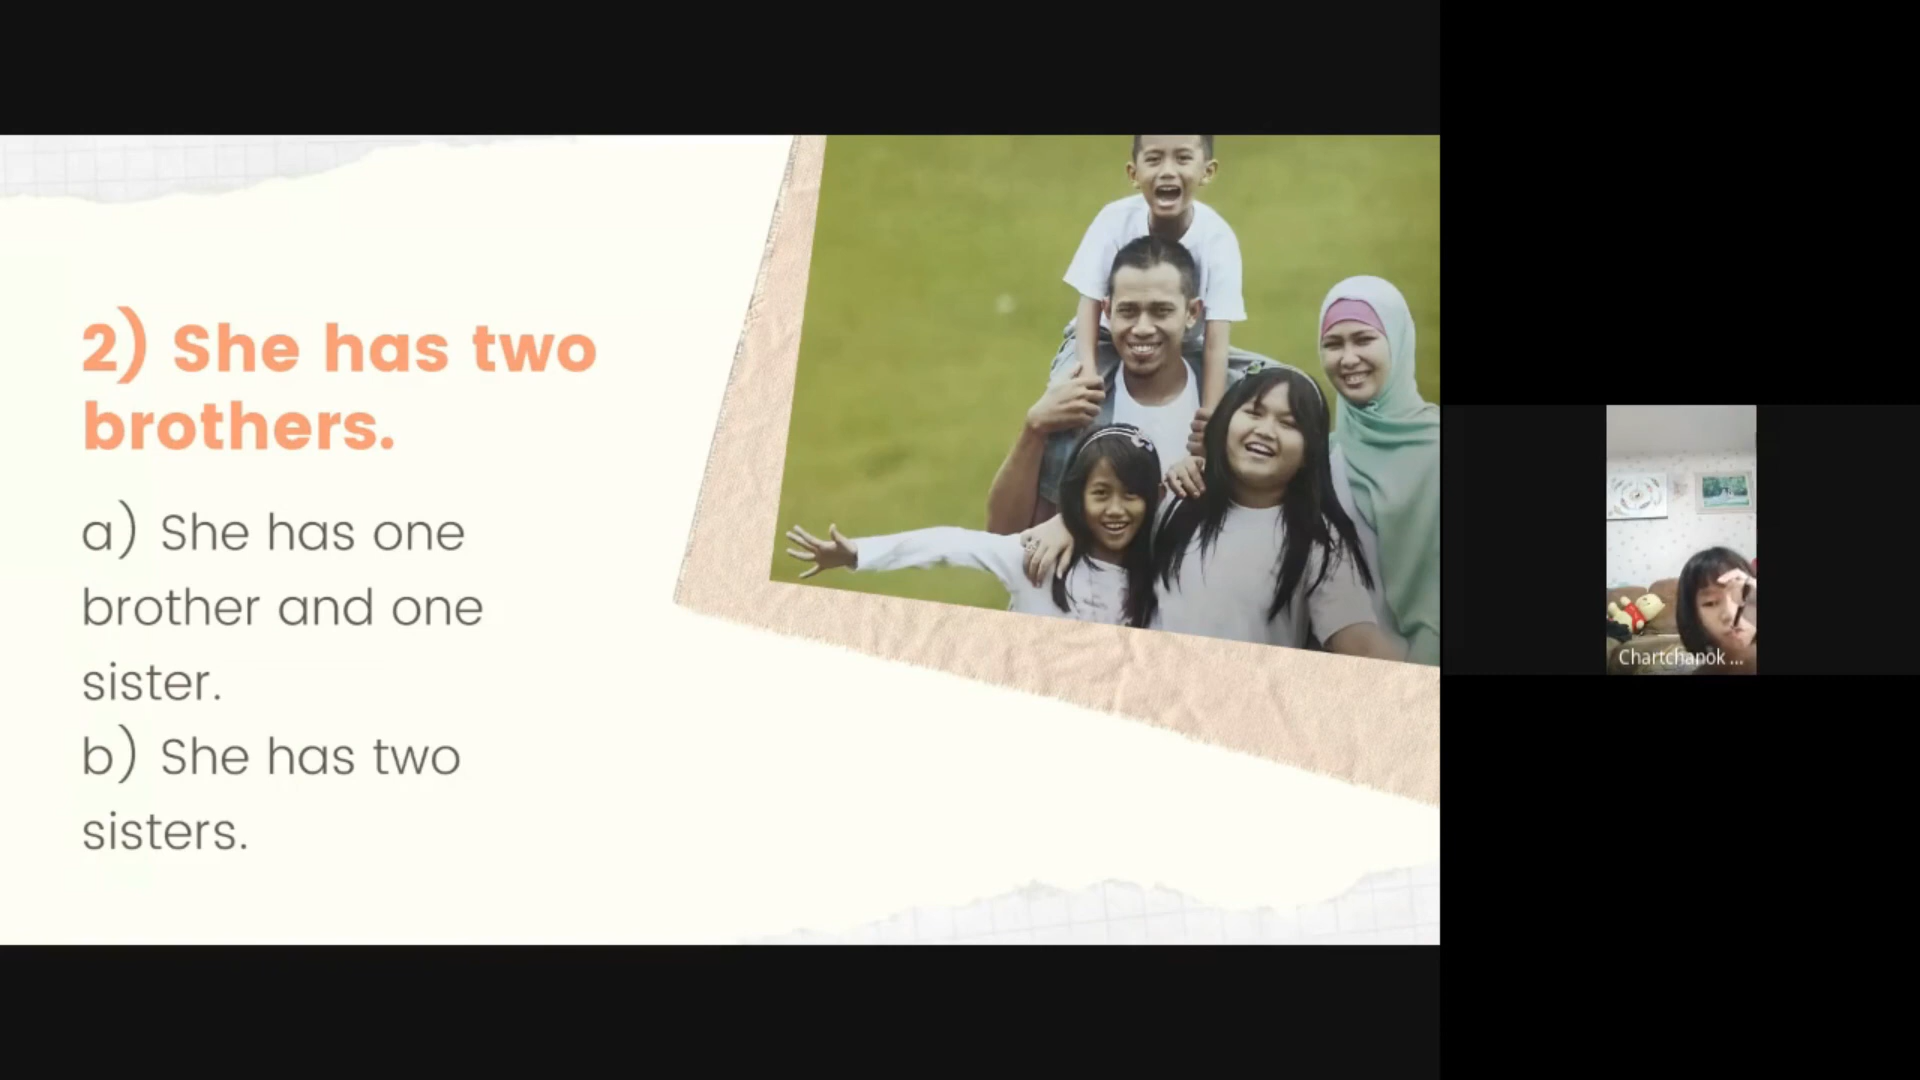 2) She has two
brothers.
a) She has one
brother and one
sister.
b) She has two
sisters.
Chartchanok ...